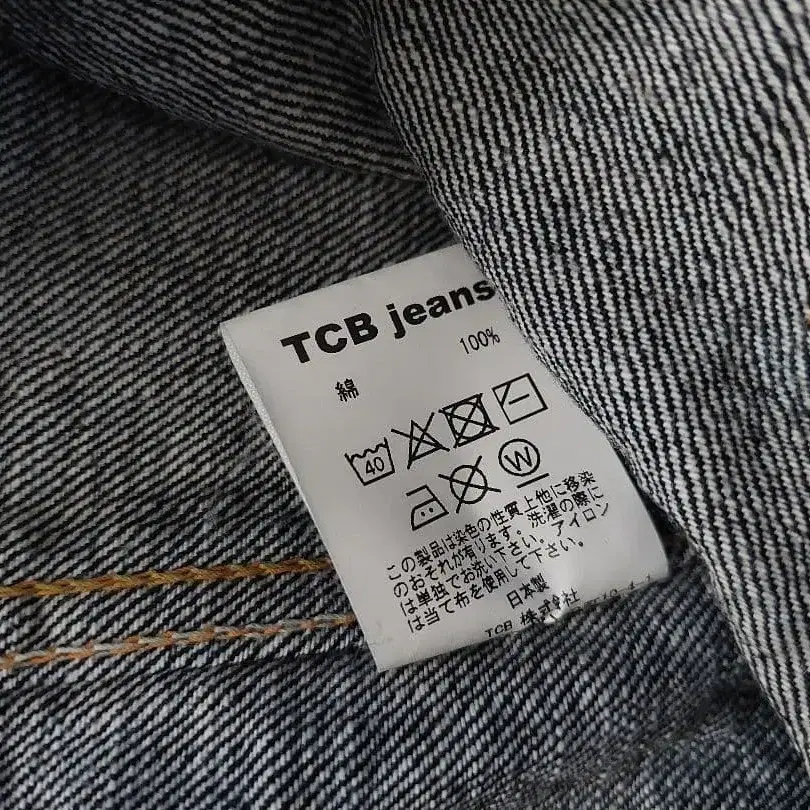 TCB jeans
綿 100%
40
W
この製品は染色の性質上他に移染
のおそれが有ります。洗濯の際に
は単独でお洗い下さい。アイロン
は当て布を使用して下さい。
日本製
TCB 株式会社